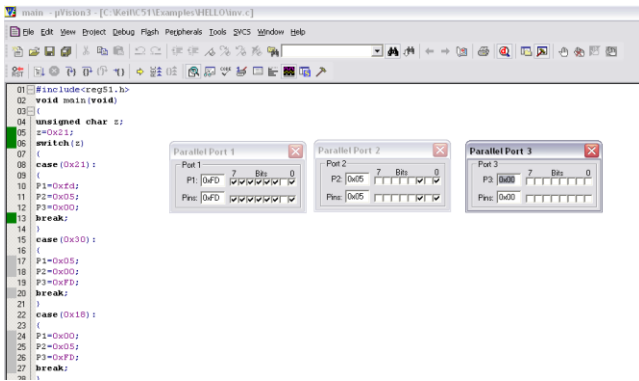 main - µVision3 - [C:\Keil\C51\Examples\HELLO\inv.c]
File Edit View Project Debug Flash Peripherals Tools SVCS Window Help
01 #include<reg51.h>
02 void main(void)
03 {
04 unsigned char z;
05 z=0x21;
06 switch(z)
07 {
08 case(0x21):
09 {
10 P1=0xfd;
11 P2=0x05;
12 P3=0x00;
13 break;
14 }
15 case(0x30):
16 {
17 P1=0x05;
18 P2=0x00;
19 P3=0xFD;
20 break;
21 }
22 case(0x18):
23 {
24 P1=0x00;
25 P2=0x05;
26 P3=0xFD;
27 break;
28 }
Parallel Port 1
Port 1
7 Bits 0
P1: 0xFD
Pins: 0xFD
Parallel Port 2
Port 2
7 Bits 0
P2: 0x05
Pins: 0x05
Parallel Port 3
Port 3
7 Bits 0
P3: 0x00
Pins: 0x00